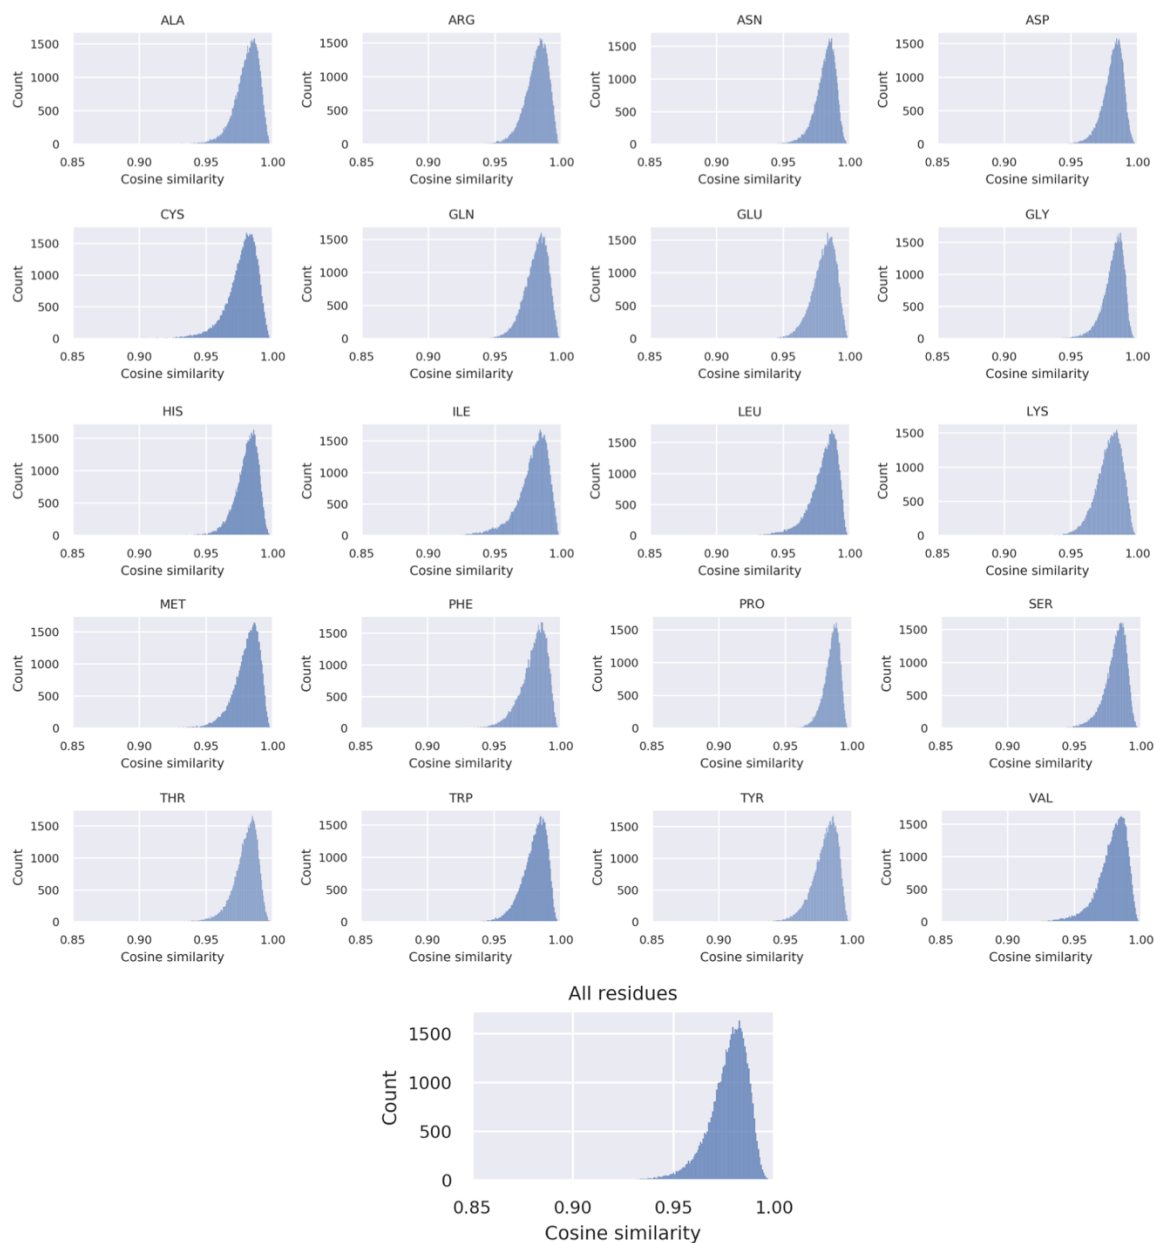 ALA ARG ASN ASP
1500 1500 1500 1500
1000 1000 1000 1000
Count Count Count Count
500 500 500 500
0 0 0 0
0.85 0.90 0.95 1.00 0.85 0.90 0.95 1.00 0.85 0.90 0.95 1.00 0.85 0.90 0.95 1.00
Cosine similarity Cosine similarity Cosine similarity Cosine similarity
CYS GLN GLU GLY
1500 1500 1500 1500
1000 1000 1000 1000
Count Count Count Count
500 500 500 500
0 0 0 0
0.85 0.90 0.95 1.00 0.85 0.90 0.95 1.00 0.85 0.90 0.95 1.00 0.85 0.90 0.95 1.00
Cosine similarity Cosine similarity Cosine similarity Cosine similarity
HIS ILE LEU LYS
1500 1500 1500 1500
1000 1000 1000 1000
Count Count Count Count
500 500 500 500
0 0 0 0
0.85 0.90 0.95 1.00 0.85 0.90 0.95 1.00 0.85 0.90 0.95 1.00 0.85 0.90 0.95 1.00
Cosine similarity Cosine similarity Cosine similarity Cosine similarity
MET PHE PRO SER
1500 1500 1500 1500
1000 1000 1000 1000
Count Count Count Count
500 500 500 500
0 0 0 0
0.85 0.90 0.95 1.00 0.85 0.90 0.95 1.00 0.85 0.90 0.95 1.00 0.85 0.90 0.95 1.00
Cosine similarity Cosine similarity Cosine similarity Cosine similarity
THR TRP TYR VAL
1500 1500 1500 1500
1000 1000 1000 1000
Count Count Count Count
500 500 500 500
0 0 0 0
0.85 0.90 0.95 1.00 0.85 0.90 0.95 1.00 0.85 0.90 0.95 1.00 0.85 0.90 0.95 1.00
Cosine similarity Cosine similarity Cosine similarity Cosine similarity
All residues
1500
1000
Count
500
0
0.85 0.90 0.95 1.00
Cosine similarity